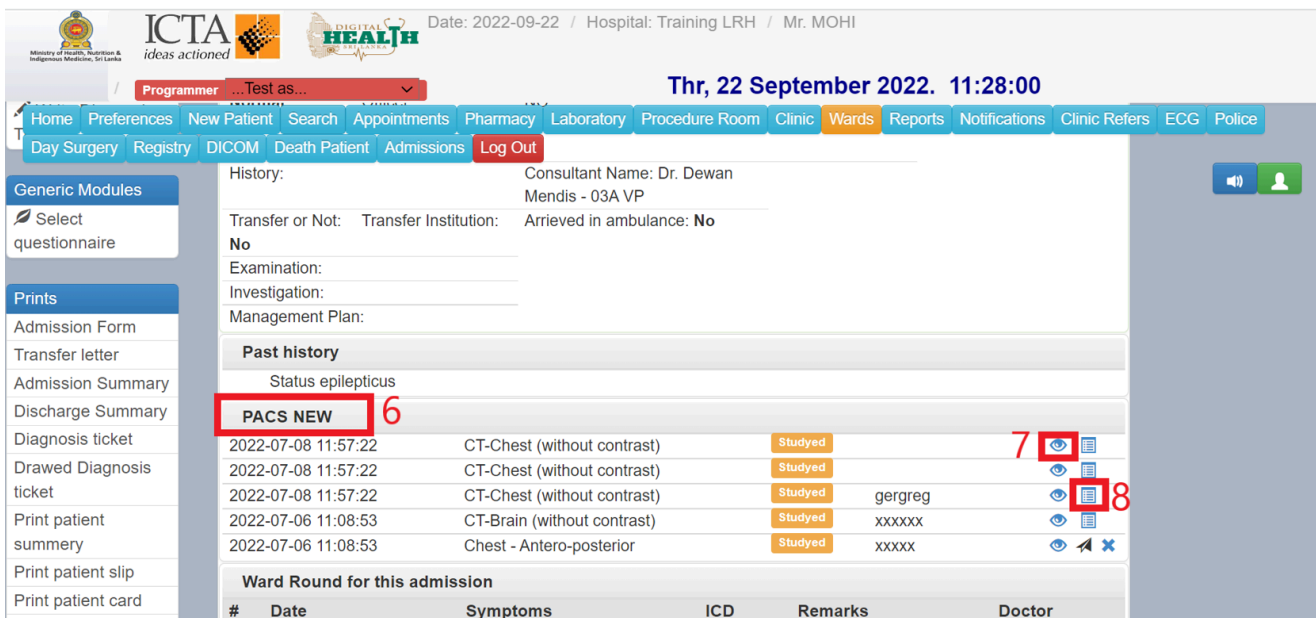 Ministry of Health, Nutrition &
Indigenous Medicine, Sri Lanka
ICTA
ideas actioned
DIGITAL
HEALTH
SRI LANKA
Date: 2022-09-22 / Hospital: Training LRH / Mr. MOHI
/ Programmer ...Test as...
Thr, 22 September 2022. 11:28:00
Home Preferences New Patient Search Appointments Pharmacy Laboratory Procedure Room Clinic Wards Reports Notifications Clinic Refers ECG Police
Day Surgery Registry DICOM Death Patient Admissions Log Out
Generic Modules
Select
questionnaire
Prints
Admission Form
Transfer letter
Admission Summary
Discharge Summary
Diagnosis ticket
Drawed Diagnosis
ticket
Print patient
summery
Print patient slip
Print patient card
History: Consultant Name: Dr. Dewan
Mendis - 03A VP
Transfer or Not: Transfer Institution: Arrieved in ambulance: No
No
Examination:
Investigation:
Management Plan:
Past history
Status epilepticus
PACS NEW 6
2022-07-08 11:57:22 CT-Chest (without contrast) Studyed 7
2022-07-08 11:57:22 CT-Chest (without contrast) Studyed
2022-07-08 11:57:22 CT-Chest (without contrast) Studyed gergreg 8
2022-07-06 11:08:53 CT-Brain (without contrast) Studyed xxxxxx
2022-07-06 11:08:53 Chest - Antero-posterior Studyed xxxxx
Ward Round for this admission
# Date Symptoms ICD Remarks Doctor